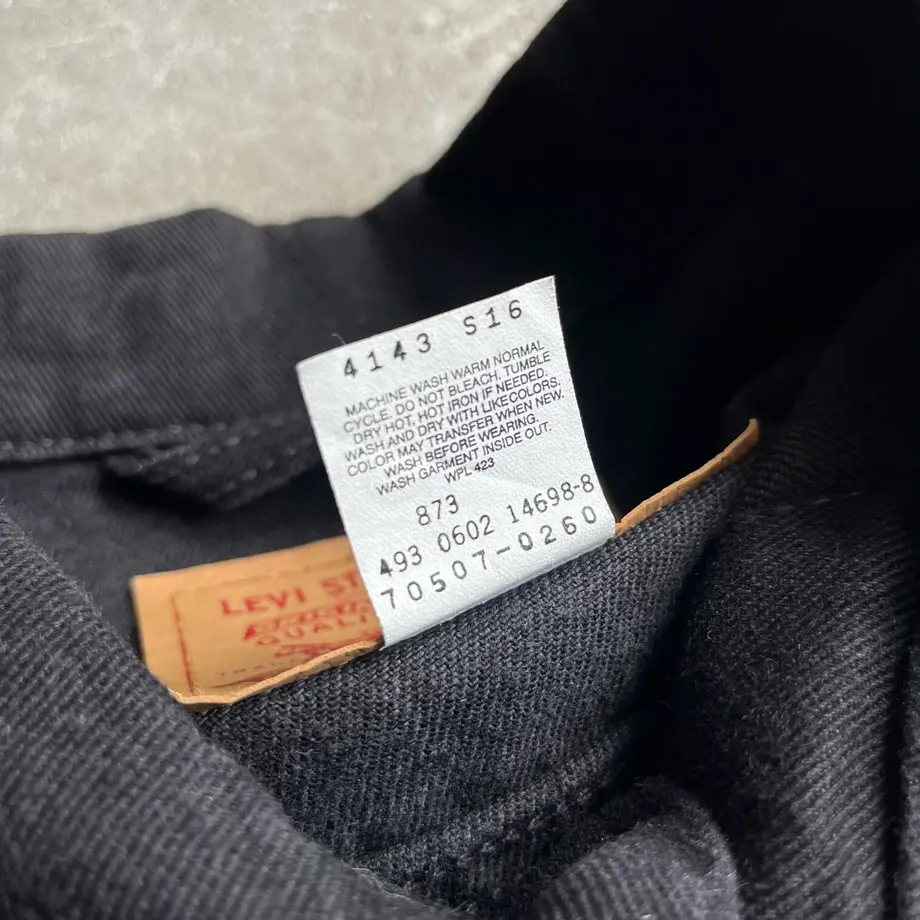 4143 S16
MACHINE WASH WARM NORMAL
CYCLE. DO NOT BLEACH. TUMBLE
DRY HOT, HOT IRON IF NEEDED.
WASH AND DRY WITH LIKE COLORS.
COLOR MAY TRANSFER WHEN NEW.
WASH BEFORE WEARING.
WASH GARMENT INSIDE OUT.
WPL 423
873
493 0602 14698-8
70507-0260
LEVI ST
QUALI